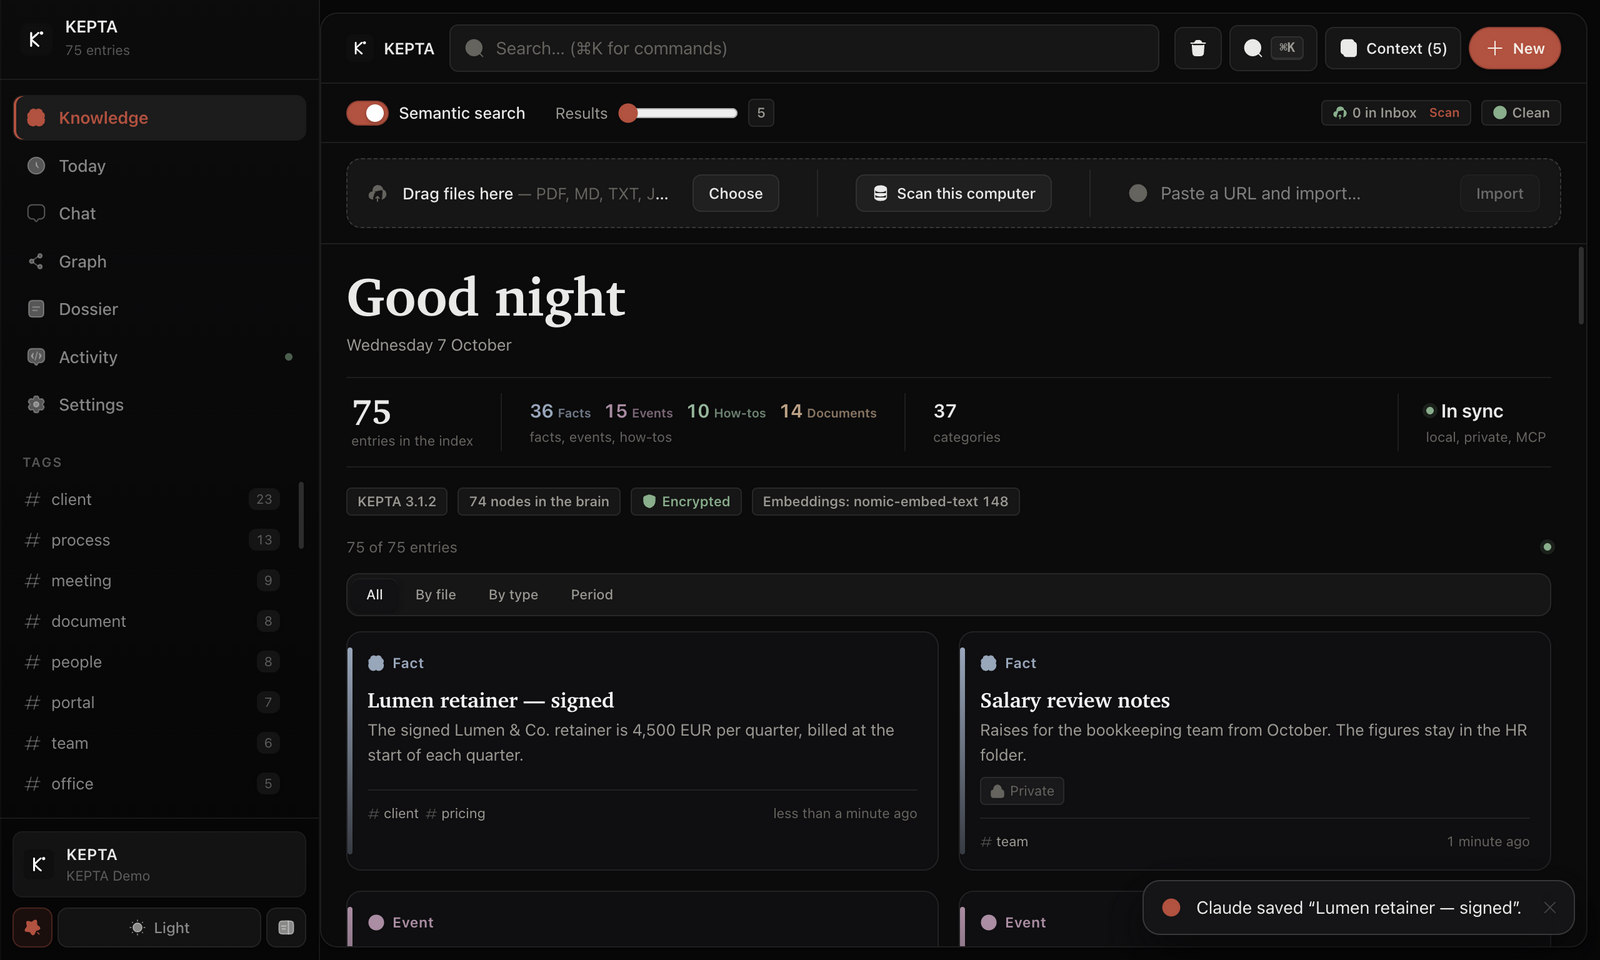 KEPTA
75 entries
Knowledge
Today
Chat
Graph
Dossier
Activity
Settings
TAGS
# client 23
# process 13
# meeting 9
# document 8
# people 8
# portal 7
# team 6
# office 5
KEPTA
KEPTA Demo
Light
KEPTA
Search... (⌘K for commands)
⌘K
Context (5)
New
Semantic search
Results
5
0 in Inbox Scan
Clean
Drag files here — PDF, MD, TXT, J...
Choose
Scan this computer
Paste a URL and import...
Import
Good night
Wednesday 7 October
75
entries in the index
36 Facts 15 Events 10 How-tos 14 Documents
facts, events, how-tos
37
categories
In sync
local, private, MCP
KEPTA 3.1.2
74 nodes in the brain
Encrypted
Embeddings: nomic-embed-text 148
75 of 75 entries
All By file By type Period
Fact
Lumen retainer — signed
The signed Lumen & Co. retainer is 4,500 EUR per quarter, billed at the
start of each quarter.
# client # pricing
less than a minute ago
Fact
Salary review notes
Raises for the bookkeeping team from October. The figures stay in the HR
folder.
Private
# team
1 minute ago
Event
Event
Claude saved “Lumen retainer — signed”.